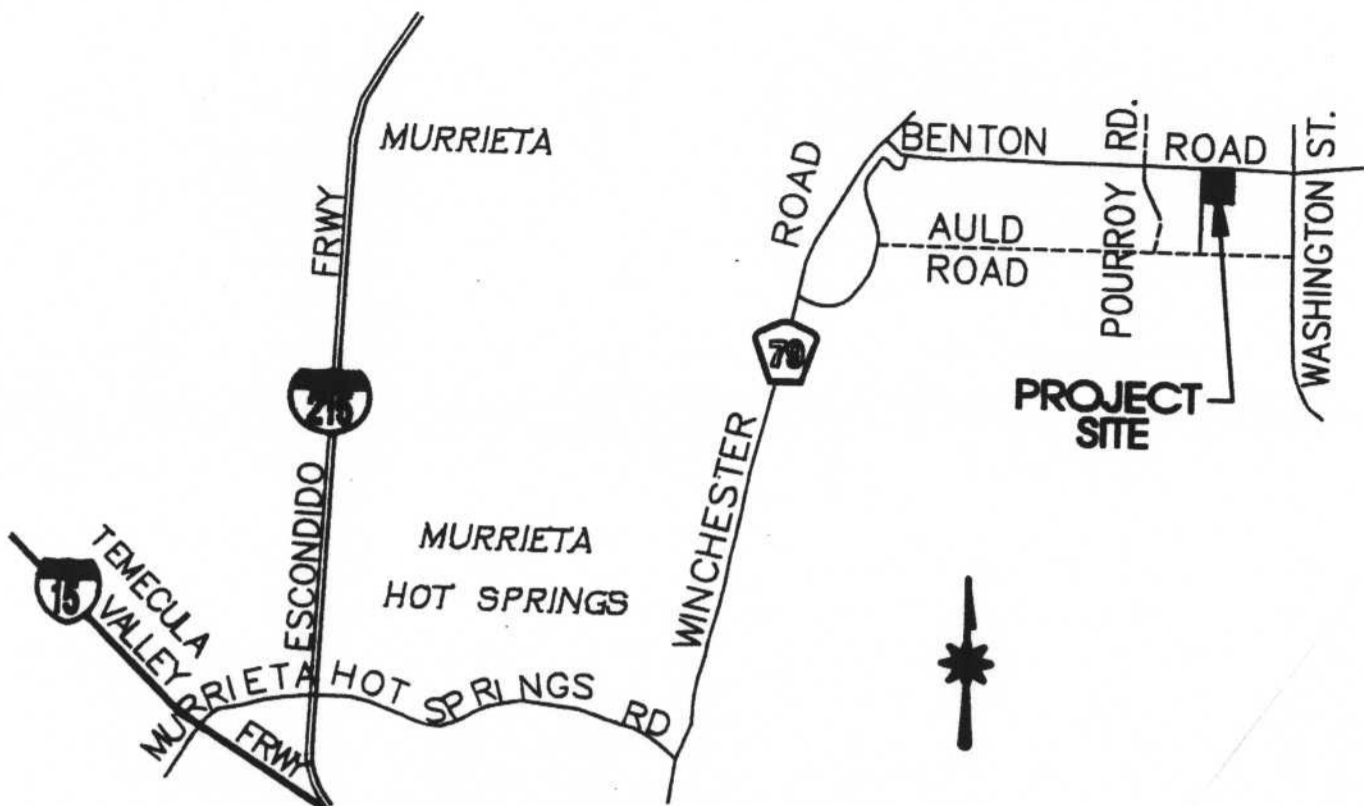 MURRIETA
FRWY
215
ESCONDIDO
15
TEMECULA
VALLEY
FRWY
MURRIETA HOT SPRINGS RD
MURRIETA
HOT SPRINGS
WINCHESTER
ROAD
79
BENTON ROAD
AULD
ROAD
POURROY RD.
WASHINGTON ST.
PROJECT
SITE